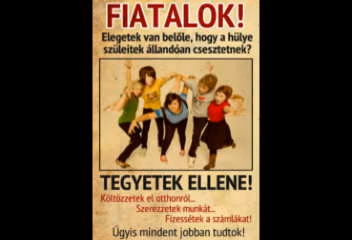 FIATALOK!
Elegetek van belőle, hogy a hülye
szüleitek állandóan csesztetnek?
TEGYETEK ELLENE!
Költözzetek el otthonról...
Szerezzetek munkát...
Fizessétek a számlákat!
Úgyis mindent jobban tudtok!